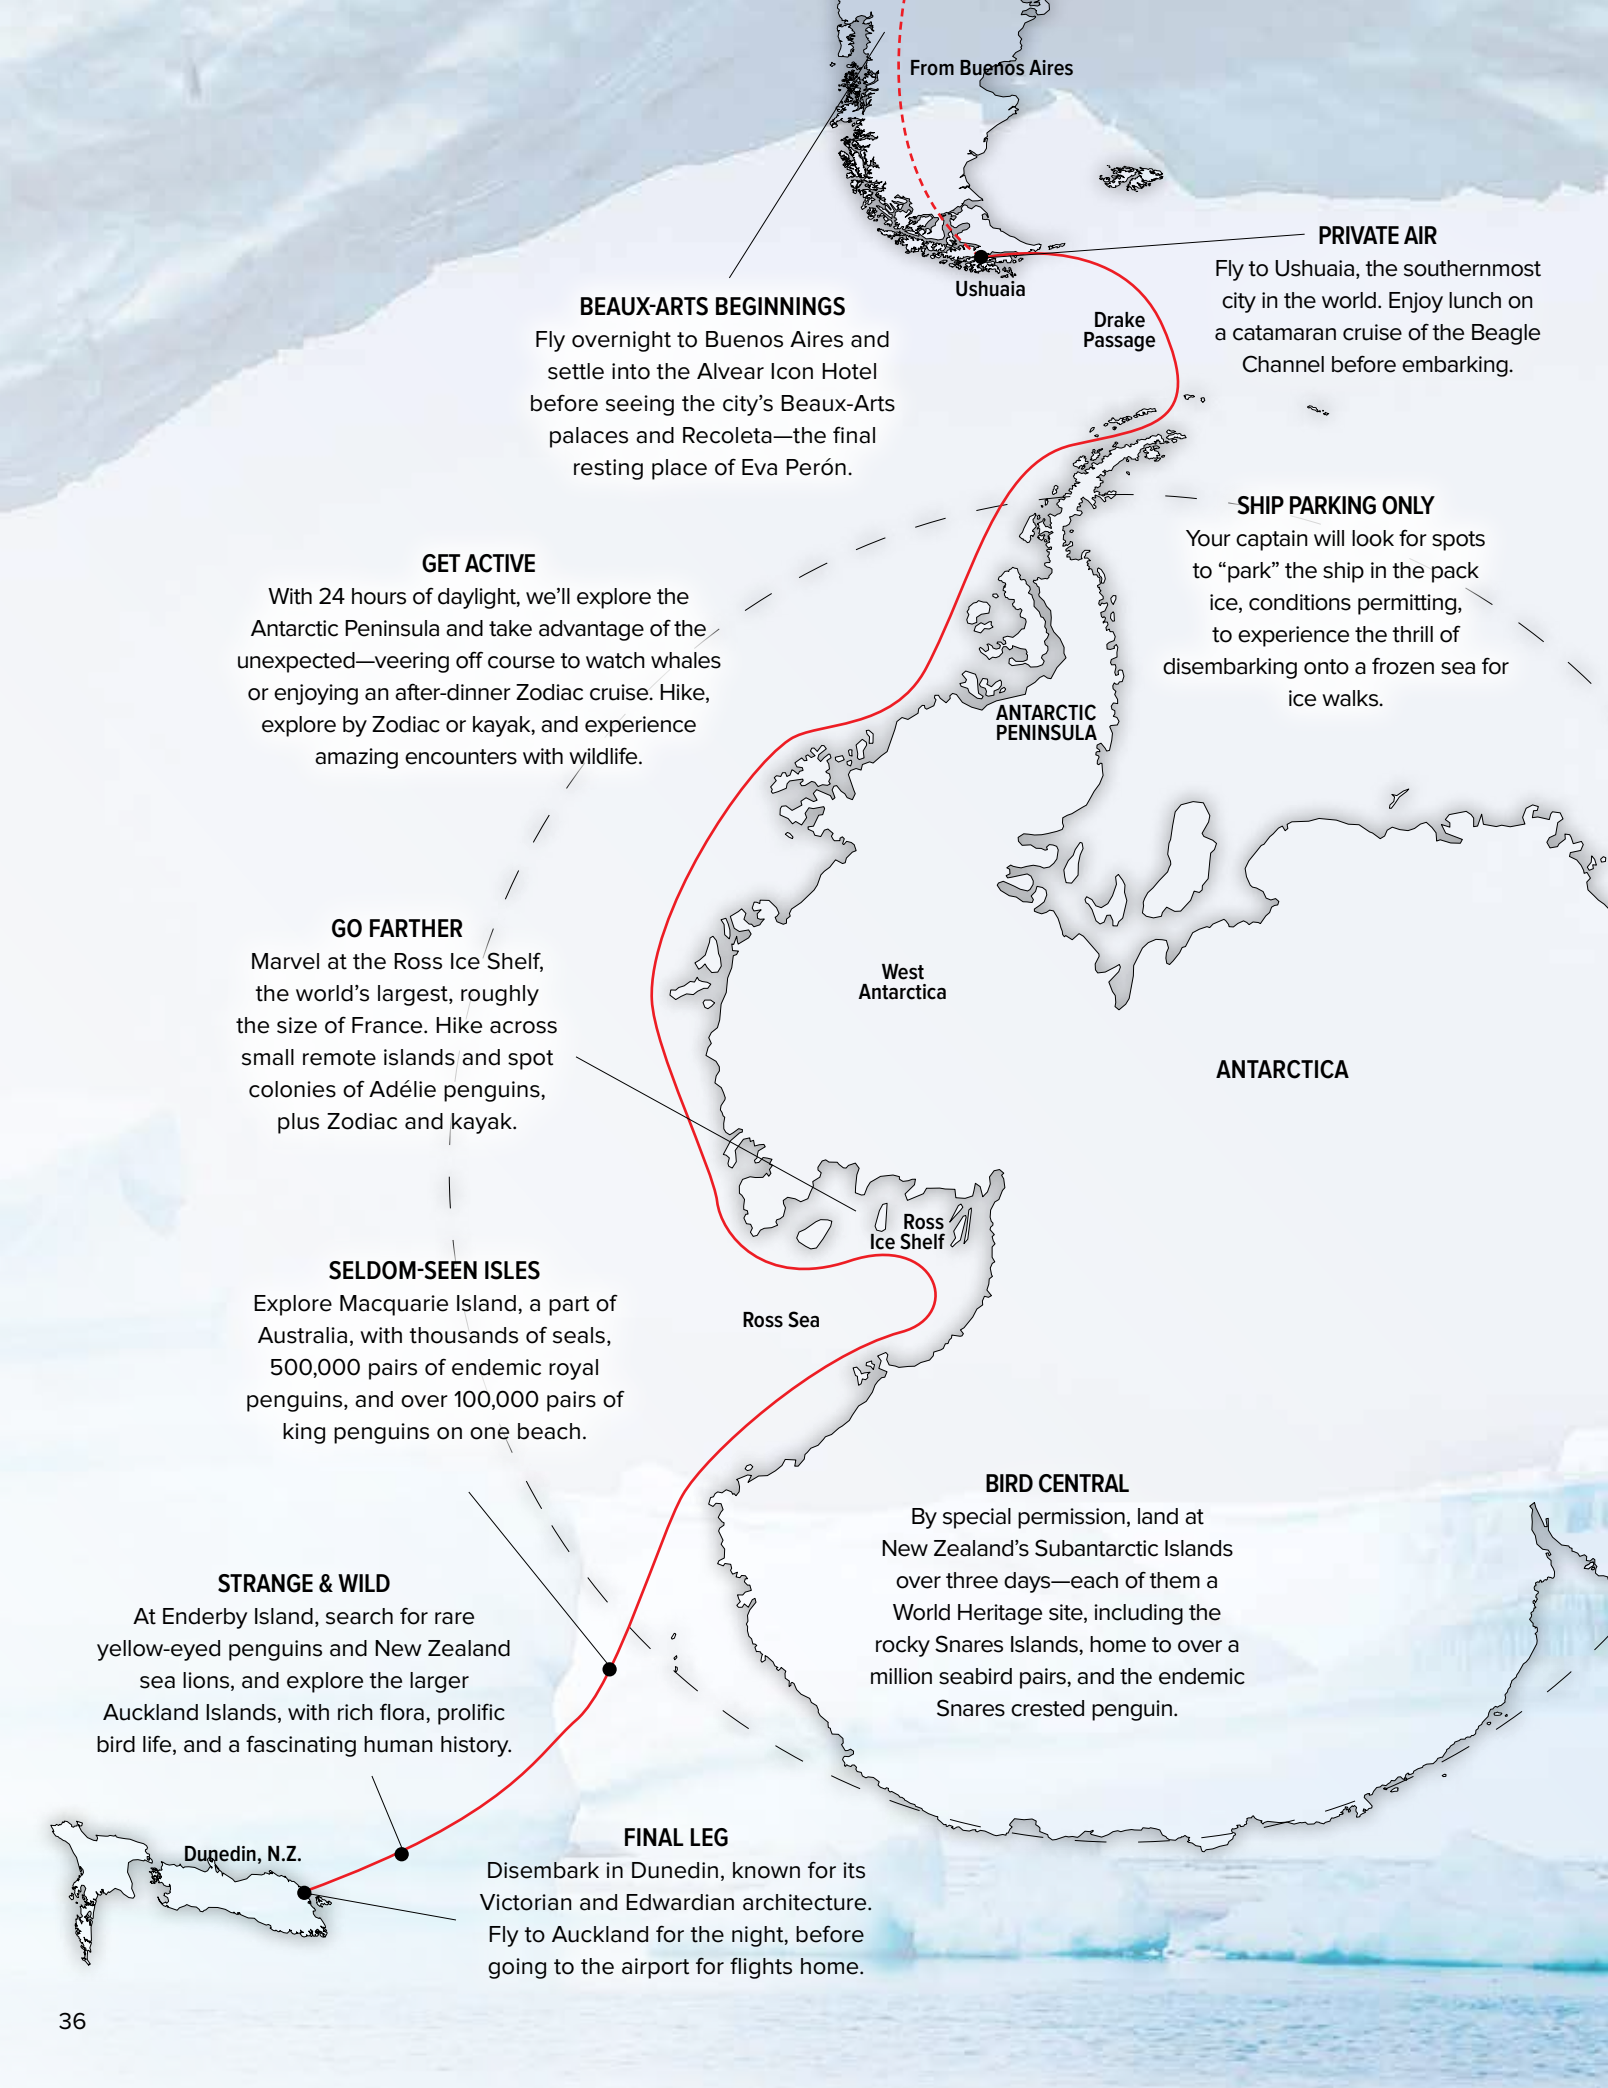 From Buenos Aires
PRIVATE AIR
Fly to Ushuaia, the southernmost
city in the world. Enjoy lunch on
a catamaran cruise of the Beagle
Channel before embarking.
Ushuaia
Drake
Passage
BEAUX-ARTS BEGINNINGS
Fly overnight to Buenos Aires and
settle into the Alvear Icon Hotel
before seeing the city’s Beaux-Arts
palaces and Recoleta—the final
resting place of Eva Perón.
SHIP PARKING ONLY
Your captain will look for spots
to “park” the ship in the pack
ice, conditions permitting,
to experience the thrill of
disembarking onto a frozen sea for
ice walks.
GET ACTIVE
With 24 hours of daylight, we’ll explore the
Antarctic Peninsula and take advantage of the
unexpected—veering off course to watch whales
or enjoying an after-dinner Zodiac cruise. Hike,
explore by Zodiac or kayak, and experience
amazing encounters with wildlife.
ANTARCTIC
PENINSULA
GO FARTHER
Marvel at the Ross Ice Shelf,
the world’s largest, roughly
the size of France. Hike across
small remote islands and spot
colonies of Adélie penguins,
plus Zodiac and kayak.
West
Antarctica
ANTARCTICA
Ross
Ice Shelf
SELDOM-SEEN ISLES
Explore Macquarie Island, a part of
Australia, with thousands of seals,
500,000 pairs of endemic royal
penguins, and over 100,000 pairs of
king penguins on one beach.
Ross Sea
BIRD CENTRAL
By special permission, land at
New Zealand’s Subantarctic Islands
over three days—each of them a
World Heritage site, including the
rocky Snares Islands, home to over a
million seabird pairs, and the endemic
Snares crested penguin.
STRANGE & WILD
At Enderby Island, search for rare
yellow-eyed penguins and New Zealand
sea lions, and explore the larger
Auckland Islands, with rich flora, prolific
bird life, and a fascinating human history.
Dunedin, N.Z.
FINAL LEG
Disembark in Dunedin, known for its
Victorian and Edwardian architecture.
Fly to Auckland for the night, before
going to the airport for flights home.
36